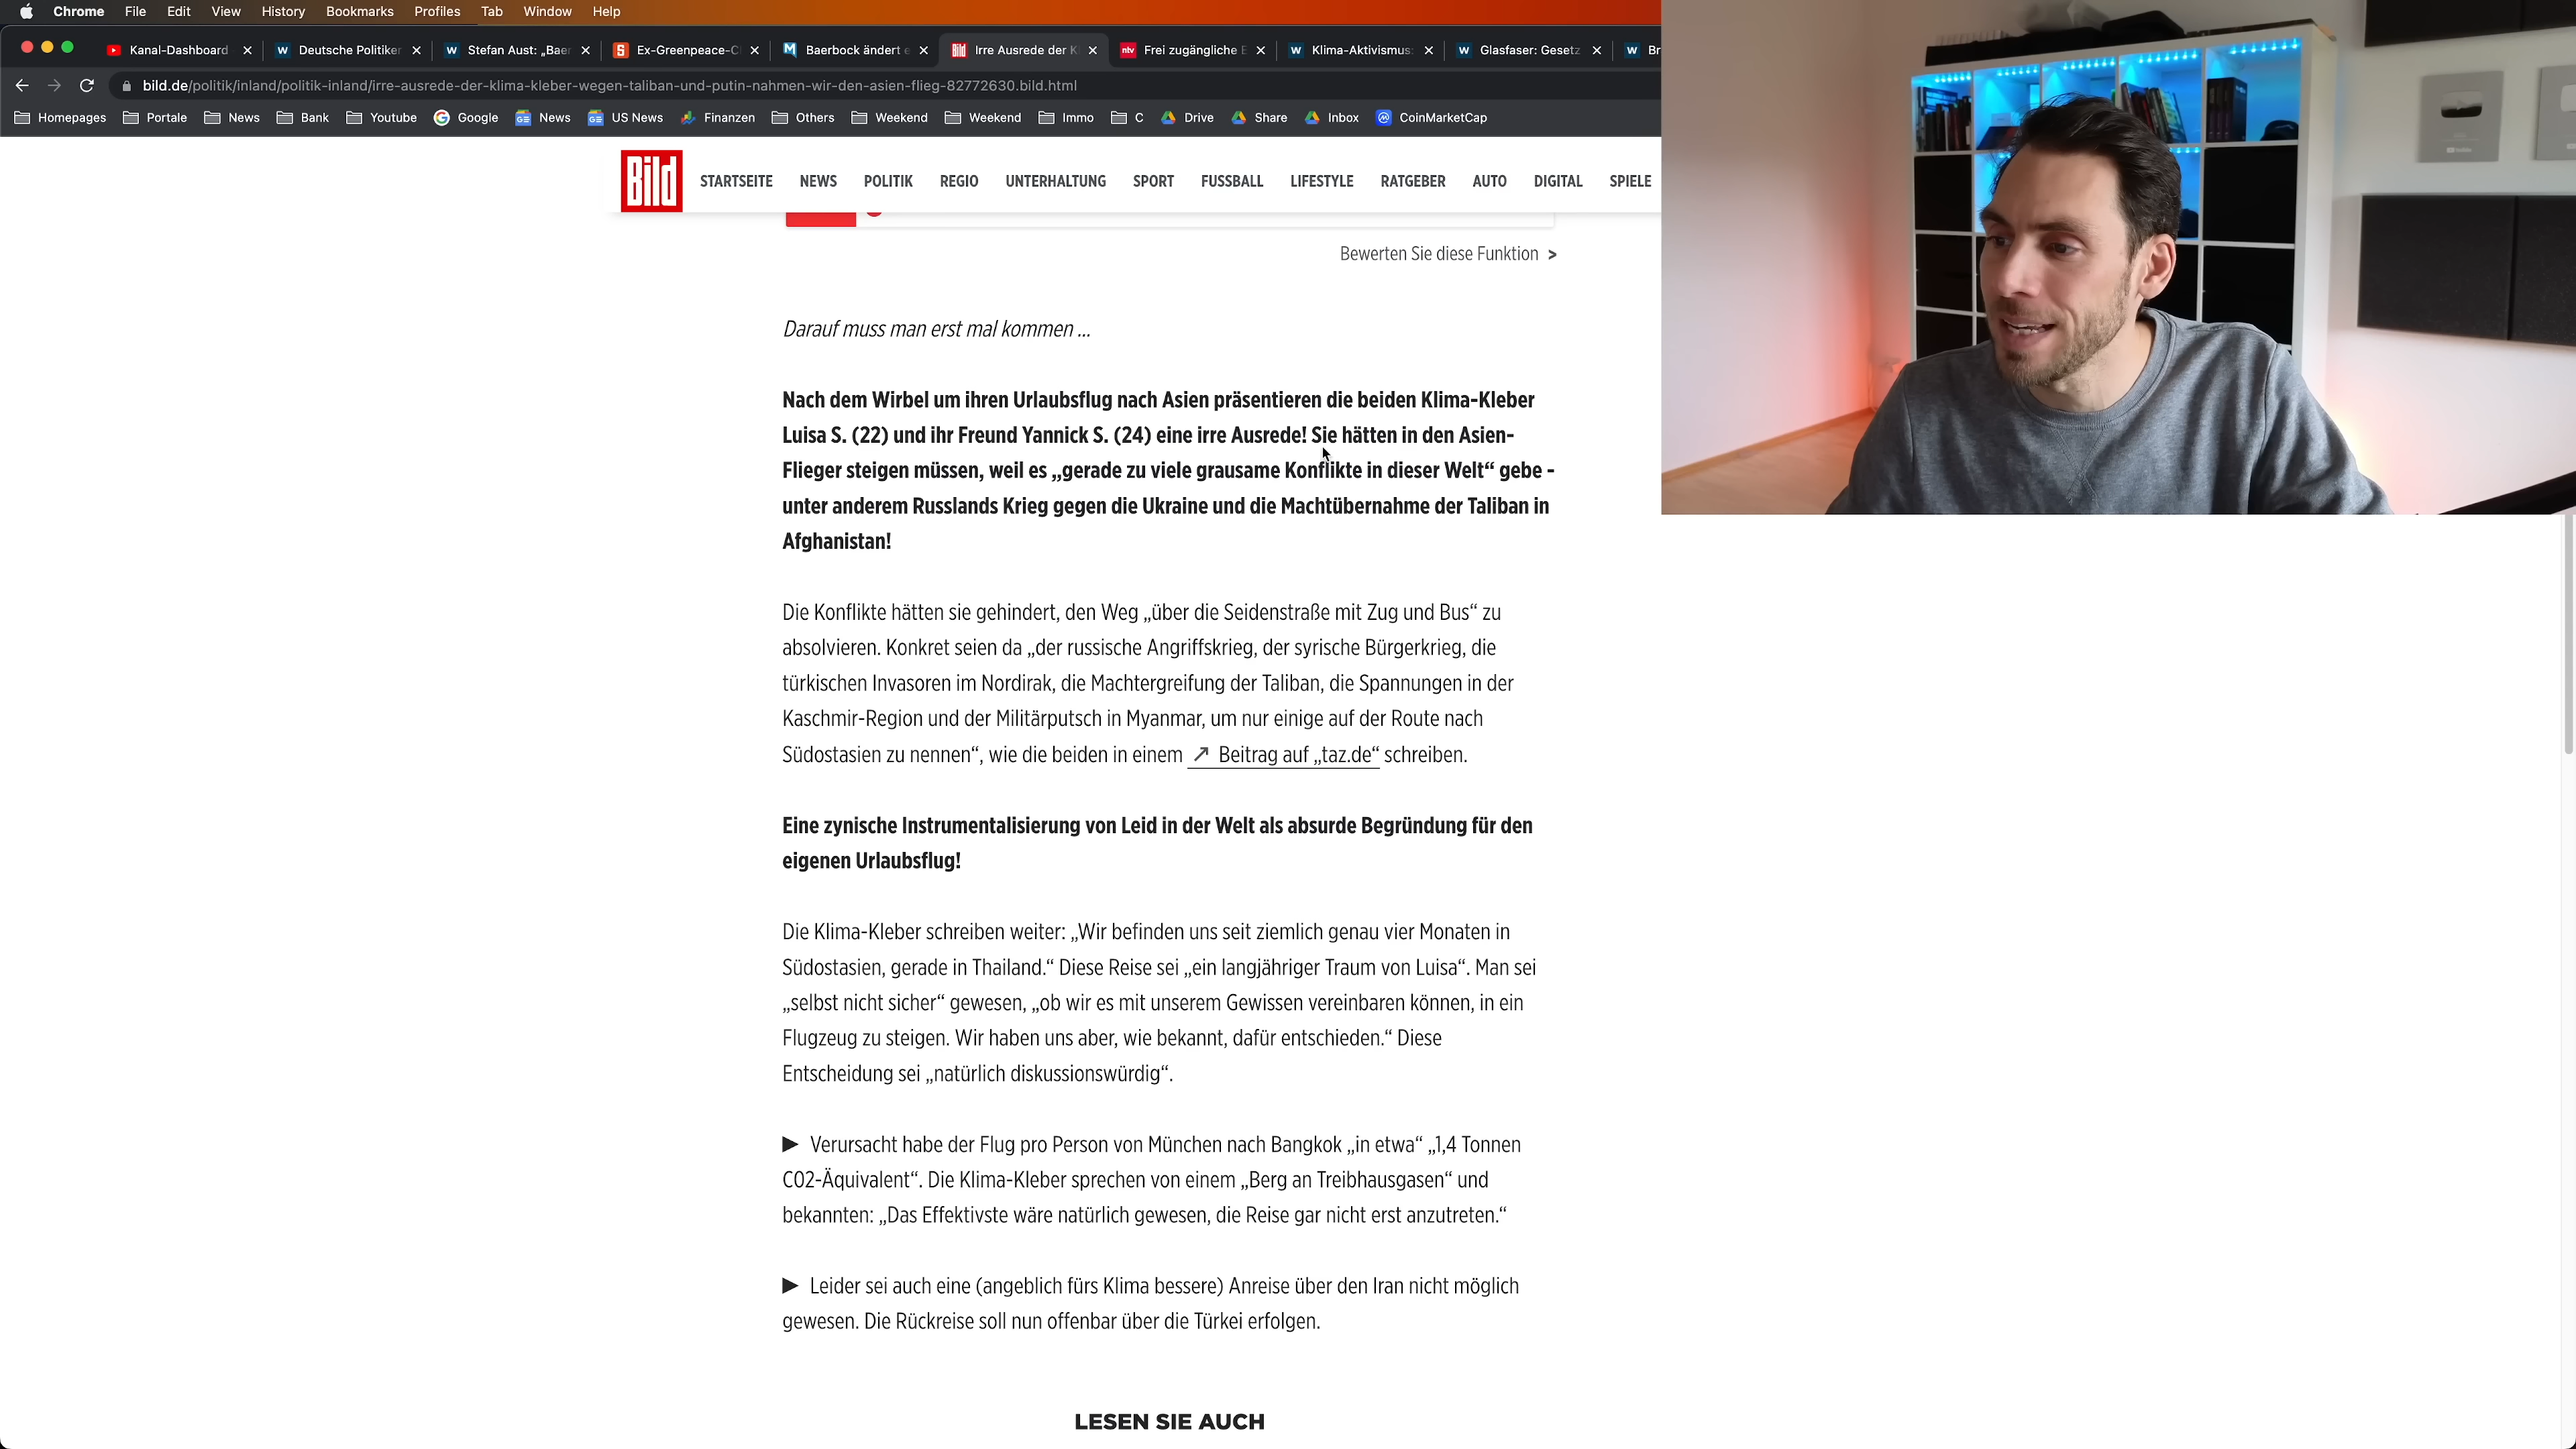 Chrome File Edit View History Bookmarks Profiles Tab Window Help
Kanal-Dashboard Deutsche Politiker Stefan Aust: „Baer Ex-Greenpeace-C Baerbock ändert e Irre Ausrede der K Frei zugängliche E Klima-Aktivismus: Glasfaser: Gesetz Br
bild.de/politik/inland/politik-inland/irre-ausrede-der-klima-kleber-wegen-taliban-und-putin-nahmen-wir-den-asien-flieg-82772630.bild.html
Homepages Portale News Bank Youtube Google News US News Finanzen Others Weekend Weekend Immo C Drive Share Inbox CoinMarketCap
Bild STARTSEITE NEWS POLITIK REGIO UNTERHALTUNG SPORT FUSSBALL LIFESTYLE RATGEBER AUTO DIGITAL SPIELE
Bewerten Sie diese Funktion >
Darauf muss man erst mal kommen ...
Nach dem Wirbel um ihren Urlaubsflug nach Asien präsentieren die beiden Klima-Kleber
Luisa S. (22) und ihr Freund Yannick S. (24) eine irre Ausrede! Sie hätten in den Asien-
Flieger steigen müssen, weil es „gerade zu viele grausame Konflikte in dieser Welt“ gebe -
unter anderem Russlands Krieg gegen die Ukraine und die Machtübernahme der Taliban in
Afghanistan!
Die Konflikte hätten sie gehindert, den Weg „über die Seidenstraße mit Zug und Bus“ zu
absolvieren. Konkret seien da „der russische Angriffskrieg, der syrische Bürgerkrieg, die
türkischen Invasoren im Nordirak, die Machtergreifung der Taliban, die Spannungen in der
Kaschmir-Region und der Militärputsch in Myanmar, um nur einige auf der Route nach
Südostasien zu nennen“, wie die beiden in einem ↗ Beitrag auf „taz.de“ schreiben.
Eine zynische Instrumentalisierung von Leid in der Welt als absurde Begründung für den
eigenen Urlaubsflug!
Die Klima-Kleber schreiben weiter: „Wir befinden uns seit ziemlich genau vier Monaten in
Südostasien, gerade in Thailand.“ Diese Reise sei „ein langjähriger Traum von Luisa“. Man sei
„selbst nicht sicher“ gewesen, „ob wir es mit unserem Gewissen vereinbaren können, in ein
Flugzeug zu steigen. Wir haben uns aber, wie bekannt, dafür entschieden.“ Diese
Entscheidung sei „natürlich diskussionswürdig“.
▶ Verursacht habe der Flug pro Person von München nach Bangkok „in etwa“ „1,4 Tonnen
CO2-Äquivalent“. Die Klima-Kleber sprechen von einem „Berg an Treibhausgasen“ und
bekannten: „Das Effektivste wäre natürlich gewesen, die Reise gar nicht erst anzutreten.“
▶ Leider sei auch eine (angeblich fürs Klima bessere) Anreise über den Iran nicht möglich
gewesen. Die Rückreise soll nun offenbar über die Türkei erfolgen.
LESEN SIE AUCH